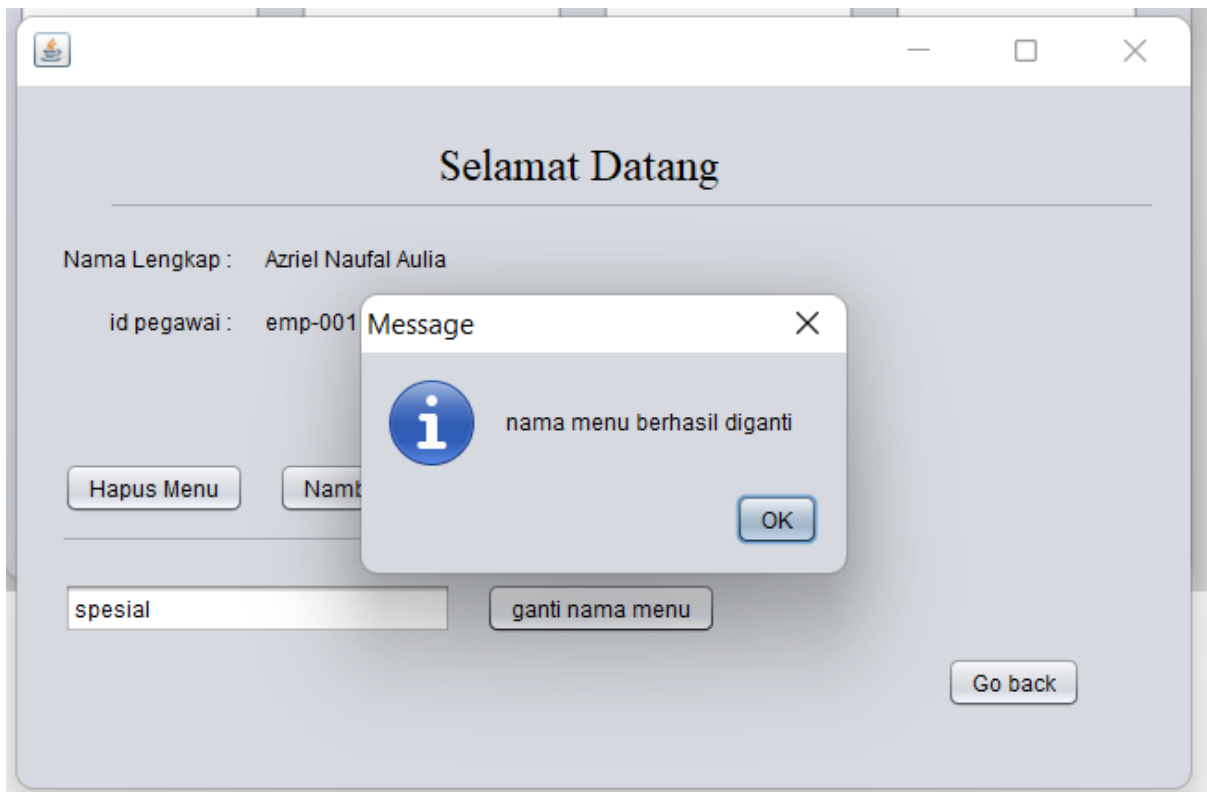 Selamat Datang
Nama Lengkap : Azriel Naufal Aulia
id pegawai : emp-001
Message
nama menu berhasil diganti
OK
Hapus Menu
spesial
ganti nama menu
Go back